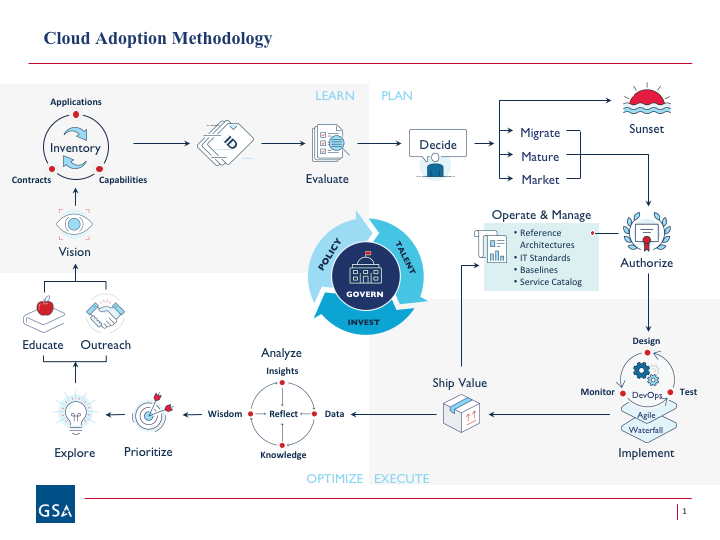 Cloud Adoption Methodology
LEARN
PLAN
Applications
Inventory
Contracts
Capabilities
ID
Evaluate
Decide
Migrate
Mature
Market
Sunset
Vision
Operate & Manage
• Reference
Architectures
• IT Standards
• Baselines
• Service Catalog
Authorize
POLICY
TALENT
GOVERN
INVEST
Educate
Outreach
Analyze
Insights
Wisdom
Reflect
Data
Knowledge
Ship Value
Design
Monitor
Test
DevOps
Agile
Waterfall
Implement
Explore
Prioritize
OPTIMIZE
EXECUTE
GSA
1